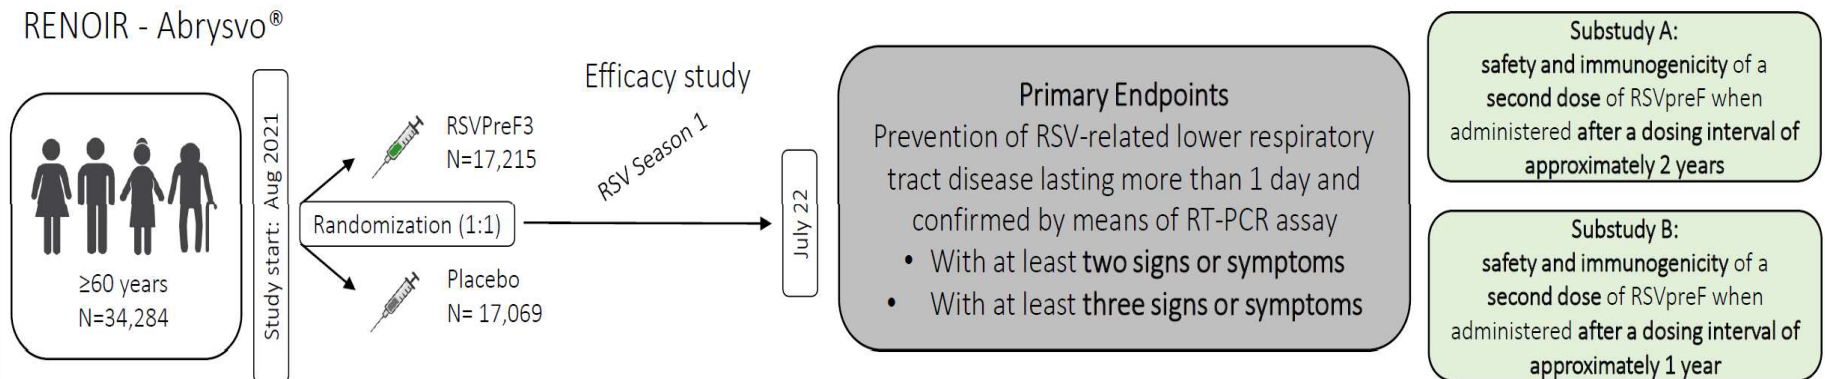 RENOIR - Abrysvo®
≥60 years
N=34,284
Study start: Aug 2021
RSVPreF3
N=17,215
Randomization (1:1)
Placebo
N= 17,069
Efficacy study
RSV Season 1
July 22
Primary Endpoints
Prevention of RSV-related lower respiratory
tract disease lasting more than 1 day and
confirmed by means of RT-PCR assay
• With at least two signs or symptoms
• With at least three signs or symptoms
Substudy A:
safety and immunogenicity of a
second dose of RSVpreF when
administered after a dosing interval of
approximately 2 years
Substudy B:
safety and immunogenicity of a
second dose of RSVpreF when
administered after a dosing interval of
approximately 1 year